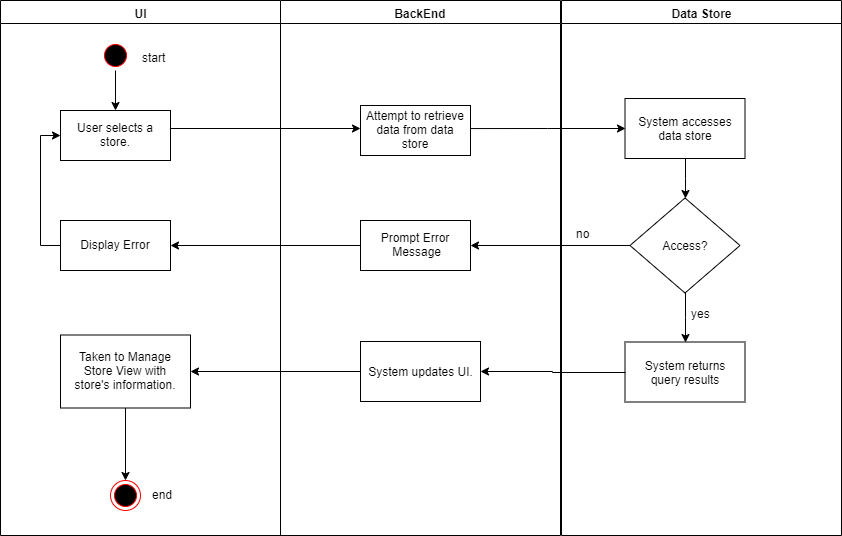 UI
BackEnd
Data Store
start
User selects a
store.
Attempt to retrieve
data from data
store
System accesses
data store
Display Error
Prompt Error
Message
no
Access?
yes
Taken to Manage
Store View with
store's information.
System updates UI.
System returns
query results
end